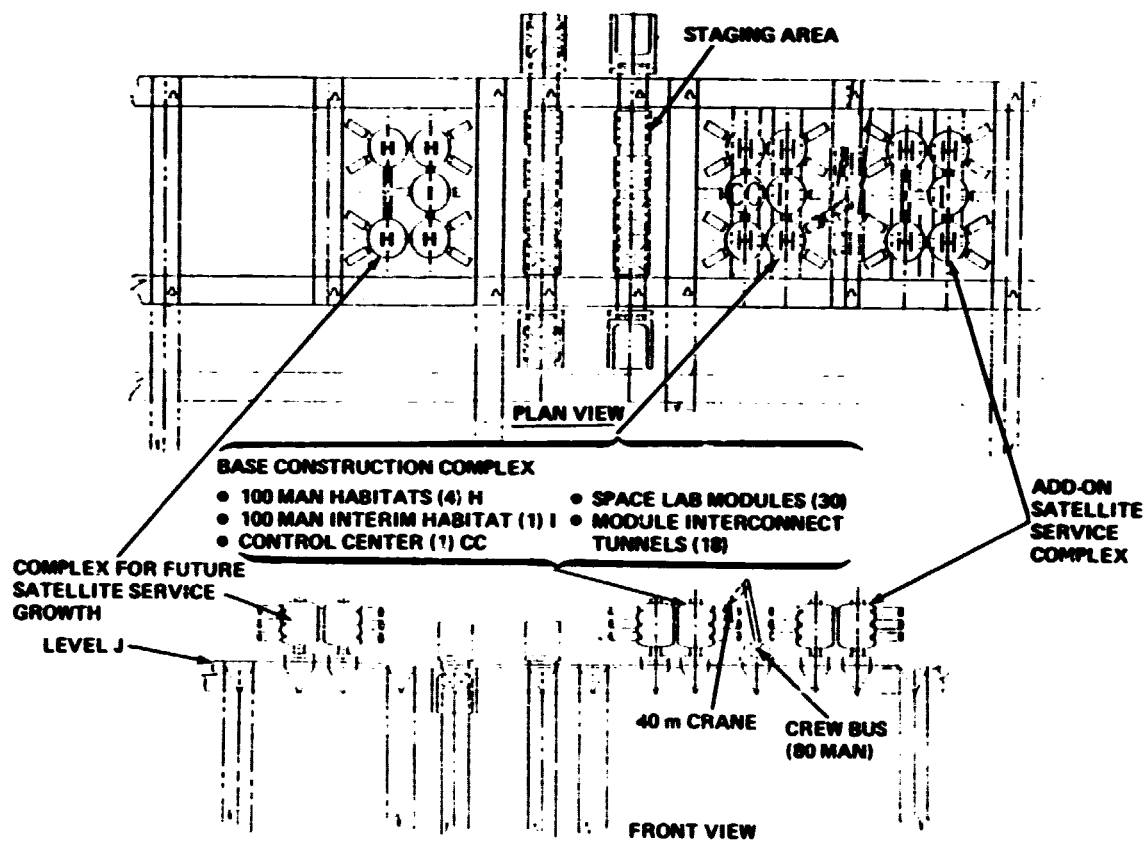 STAGING AREA
H H
I
H H
H H
CC I
H H
H H
I
H H
PLAN VIEW
BASE CONSTRUCTION COMPLEX
● 100 MAN HABITATS (4) H
● 100 MAN INTERIM HABITAT (1) I
● CONTROL CENTER (1) CC
● SPACE LAB MODULES (30)
● MODULE INTERCONNECT
TUNNELS (18)
ADD-ON
SATELLITE
SERVICE
COMPLEX
COMPLEX FOR FUTURE
SATELLITE SERVICE
GROWTH
LEVEL J
40 m CRANE
CREW BUS
(80 MAN)
FRONT VIEW